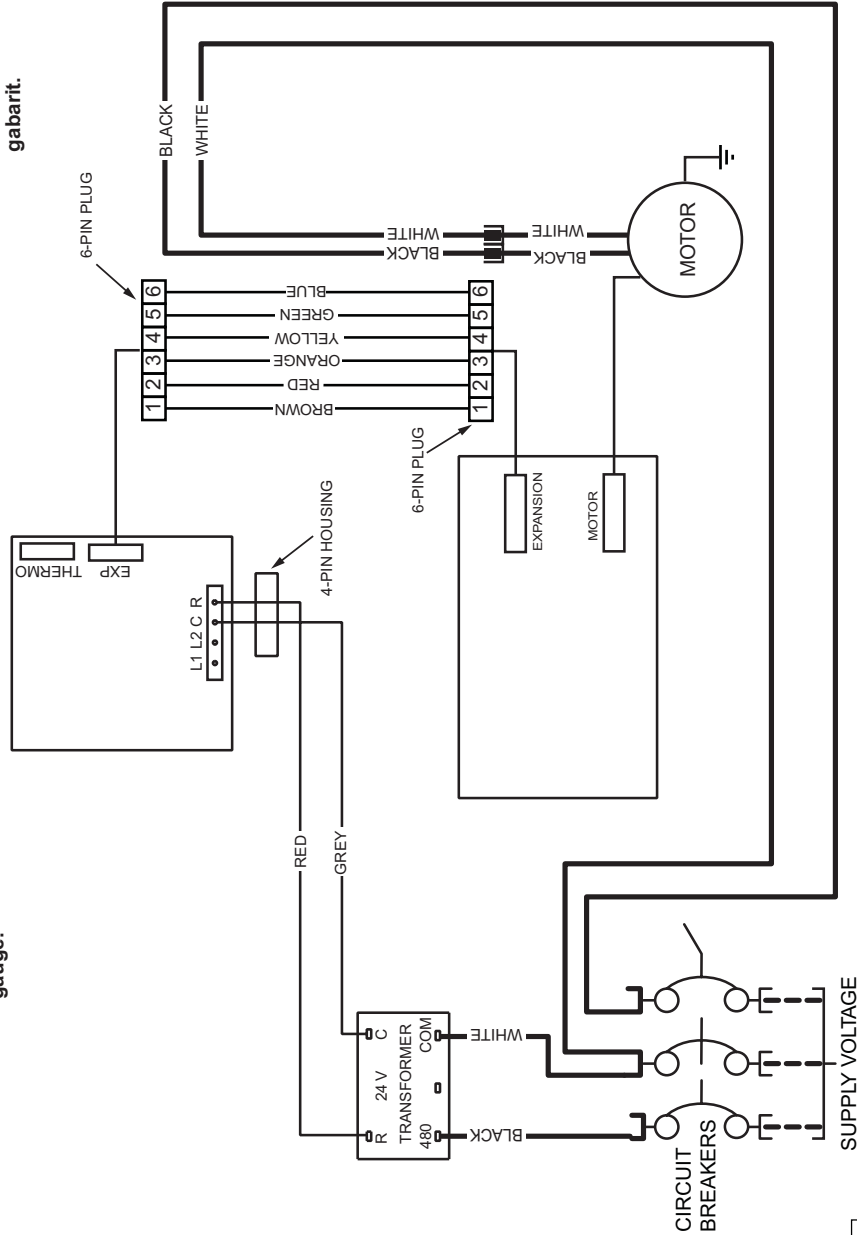 gabarit.
gauge.
BLACK
WHITE
6-PIN PLUG
1 2 3 4 5 6
BROWN
RED
ORANGE
YELLOW
GREEN
BLUE
1 2 3 4 5 6
6-PIN PLUG
WHITE
BLACK
WHITE
BLACK
MOTOR
THERMO
EXP
L1 L2 C R
4-PIN HOUSING
EXPANSION
MOTOR
RED
GREY
R 24 V C
TRANSFORMER
480 COM
BLACK
WHITE
CIRCUIT
BREAKERS
SUPPLY VOLTAGE